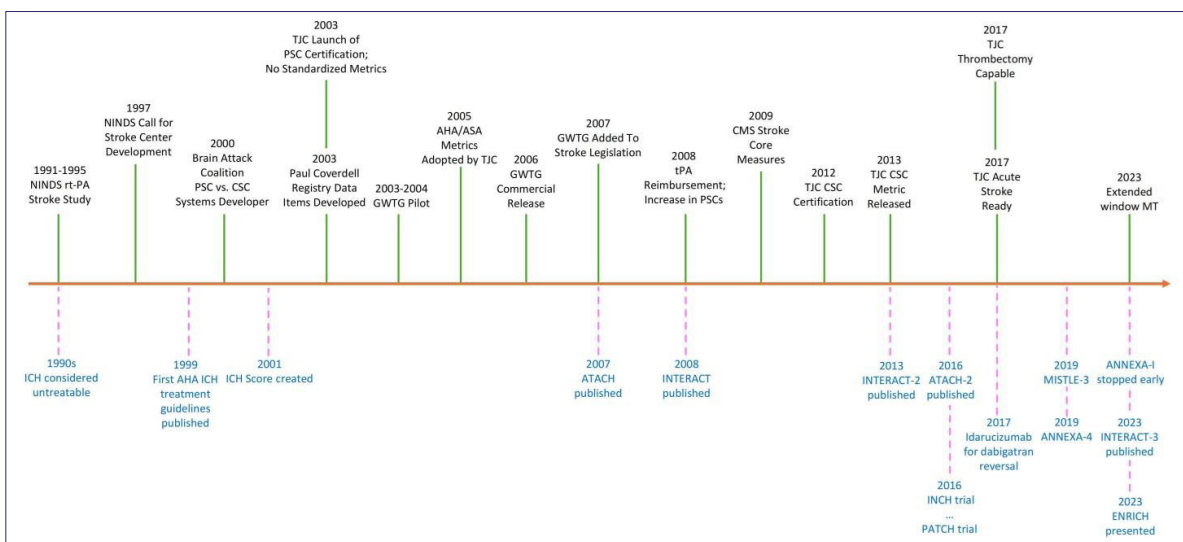 2003
TJC Launch of
PSC Certification;
No Standardized Metrics
2017
TJC
Thrombectomy
Capable
1991-1995
NINDS rt-PA
Stroke Study
1997
NINDS Call for
Stroke Center
Development
2000
Brain Attack
Coalition
PSC vs. CSC
Systems Developer
2003
Paul Coverdell
Registry Data
Items Developed
2003-2004
GWTG Pilot
2005
AHA/ASA
Metrics
Adopted by TJC
2006
GWTG
Commercial
Release
2007
GWTG Added To
Stroke Legislation
2008
tPA
Reimbursement;
Increase in PSCs
2009
CMS Stroke
Core
Measures
2012
TJC CSC
Certification
2013
TJC CSC
Metric
Released
2017
TJC Acute
Stroke
Ready
2023
Extended
window MT
1990s
ICH considered
untreatable
1999
First AHA ICH
treatment
guidelines
published
2001
ICH Score created
2007
ATACH
published
2008
INTERACT
published
2013
INTERACT-2
published
2016
ATACH-2
published
2016
INCH trial
...
PATCH trial
2017
Idarucizumab
for dabigatran
reversal
2019
MISTLE-3
2019
ANNEXA-4
ANNEXA-I
stopped early
2023
INTERACT-3
published
2023
ENRICH
presented